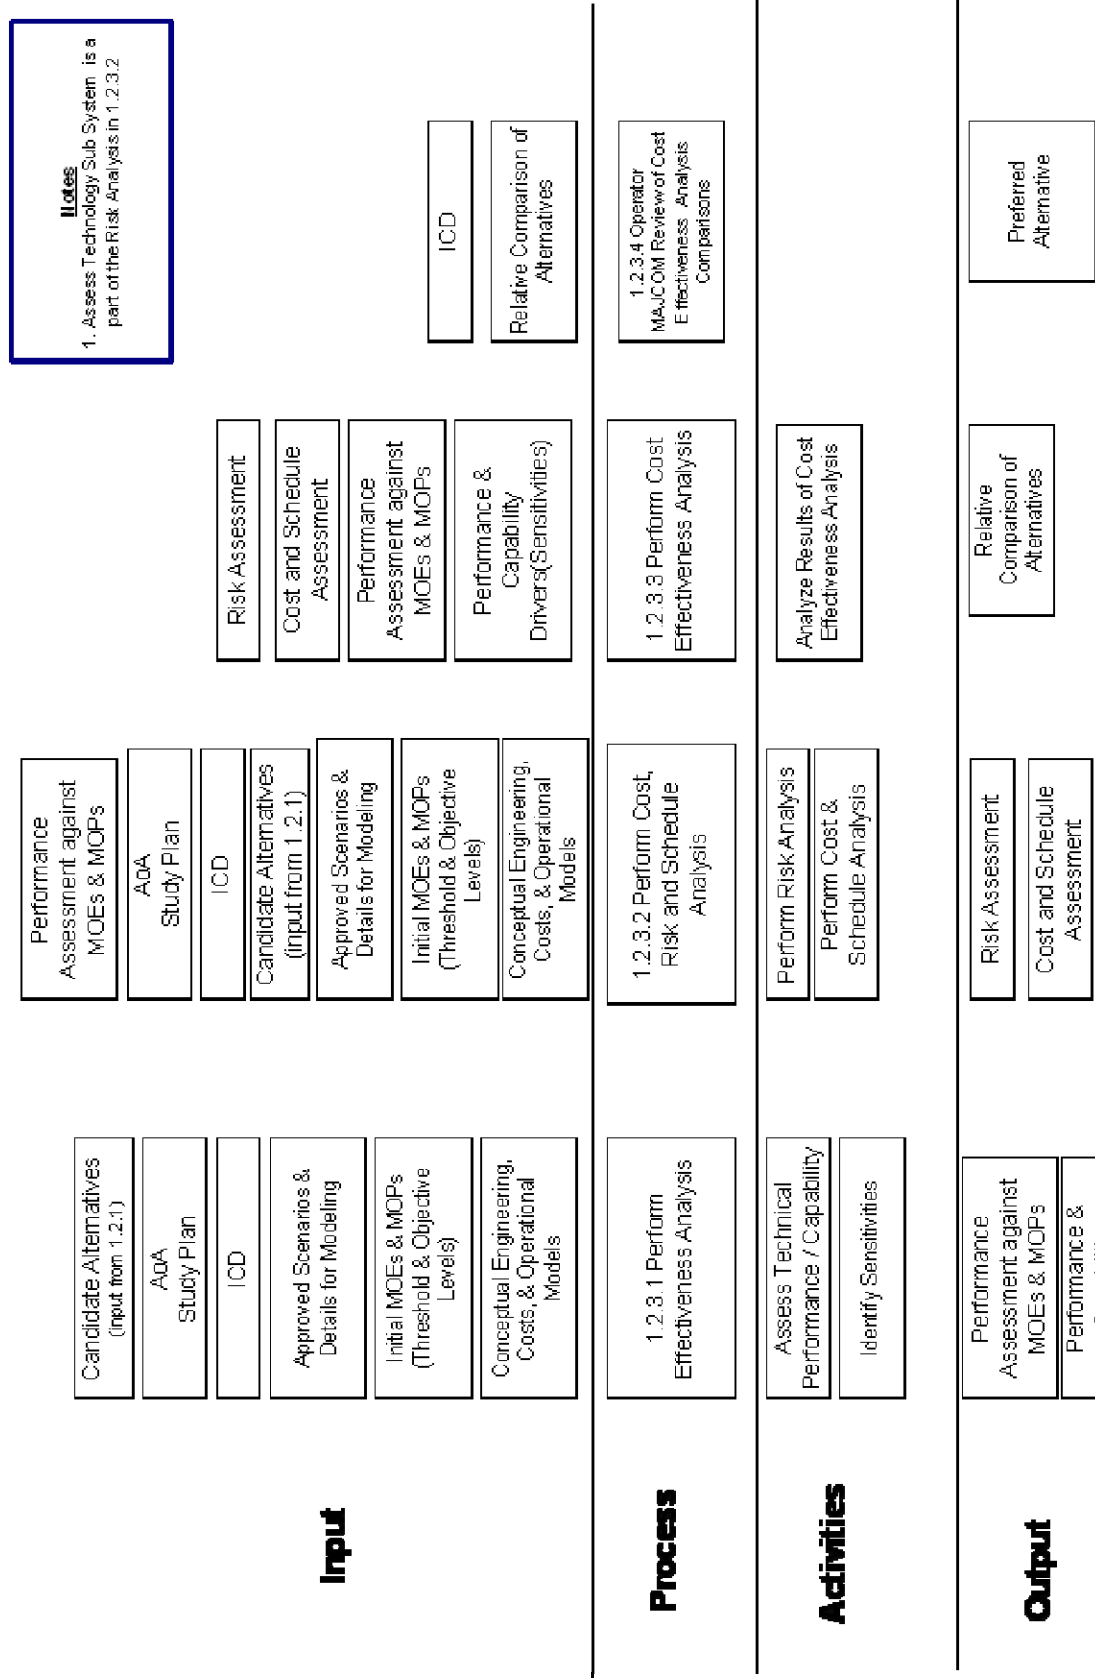 Notes
1. Assess Technology Sub System is a
part of the Risk Analysis in 1.2.3.2
Input
Candidate Alternatives
(input from 1.2.1)
AoA
Study Plan
ICD
Approved Scenarios &
Details for Modeling
Initial MOEs & MOPs
(Threshold & Objective
Levels)
Conceptual Engineering,
Costs, & Operational
Models
Performance
Assessment against
MOEs & MOPs
AoA
Study Plan
ICD
Candidate Alternatives
(input from 1.2.1)
Approved Scenarios &
Details for Modeling
Initial MOEs & MOPs
(Threshold & Objective
Levels)
Conceptual Engineering,
Costs, & Operational
Models
Risk Assessment
Cost and Schedule
Assessment
Performance
Assessment against
MOEs & MOPs
Performance &
Capability
Drivers(Sensitivities)
ICD
Relative Comparison of
Alternatives
Process
1.2.3.1 Perform
Effectiveness Analysis
1.2.3.2 Perform Cost,
Risk and Schedule
Analysis
1.2.3.3 Perform Cost
Effectiveness Analysis
1.2.3.4 Operator
MAJCOM Review of Cost
Effectiveness Analysis
Comparisons
Activities
Assess Technical
Performance / Capability
Identify Sensitivities
Perform Risk Analysis
Perform Cost &
Schedule Analysis
Analyze Results of Cost
Effectiveness Analysis
Output
Performance
Assessment against
MOEs & MOPs
Performance &
Risk Assessment
Cost and Schedule
Assessment
Relative
Comparison of
Alternatives
Preferred
Alternative